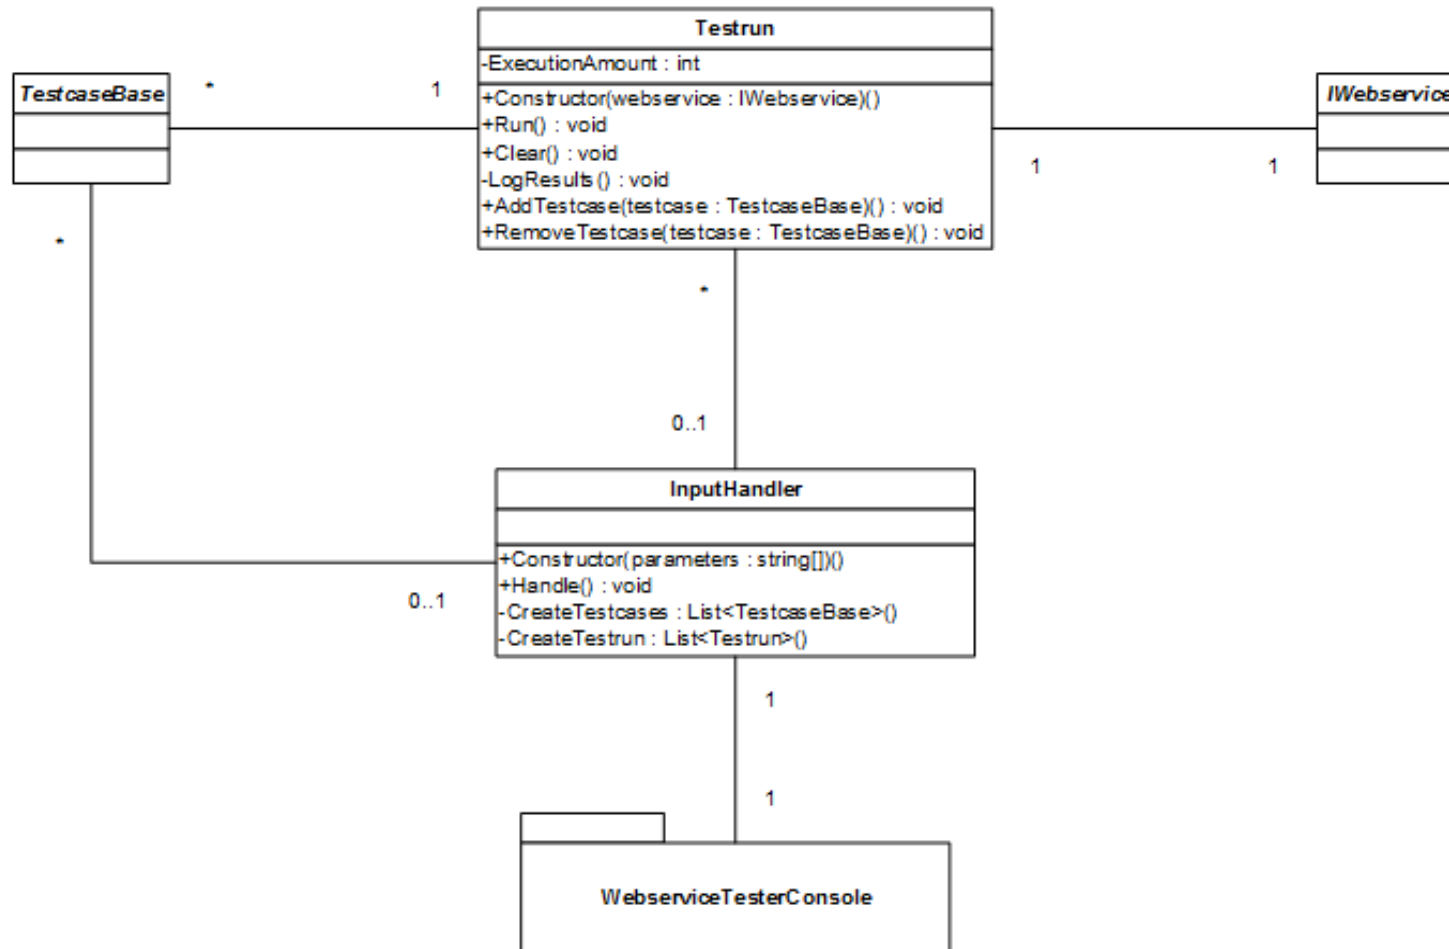 Testrun
-ExecutionAmount : int
+Constructor(webservice : IWebservice)()
+Run() : void
+Clear() : void
-LogResults() : void
+AddTestcase(testcase : TestcaseBase)() : void
+RemoveTestcase(testcase : TestcaseBase)() : void
TestcaseBase
*
1
IWebservice
1
1
*
*
0..1
InputHandler
+Constructor(parameters : string[])()
+Handle() : void
-CreateTestcases : List<TestcaseBase>()
-CreateTestrun : List<Testrun>()
0..1
1
1
WebserviceTesterConsole